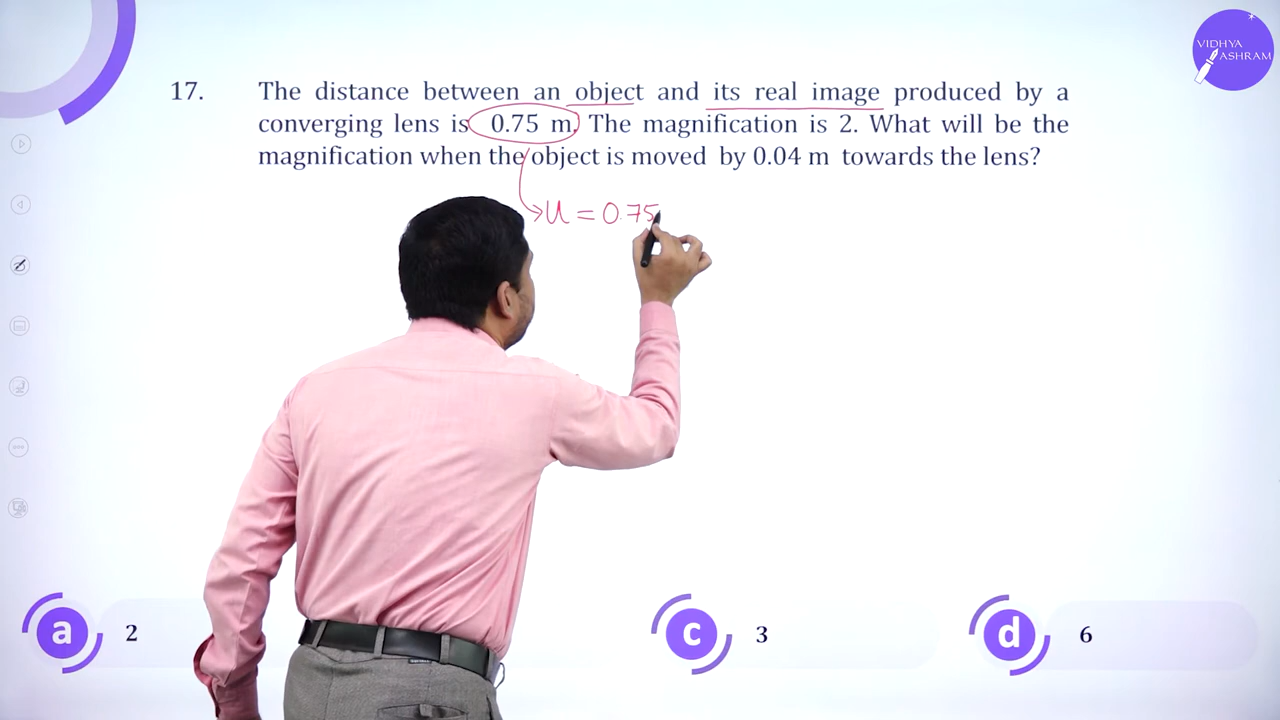 VIDHYA
ASHRAM
17. The distance between an object and its real image produced by a
converging lens is 0.75 m. The magnification is 2. What will be the
magnification when the object is moved by 0.04 m towards the lens?
U = 0.75
a 2
c 3
d 6